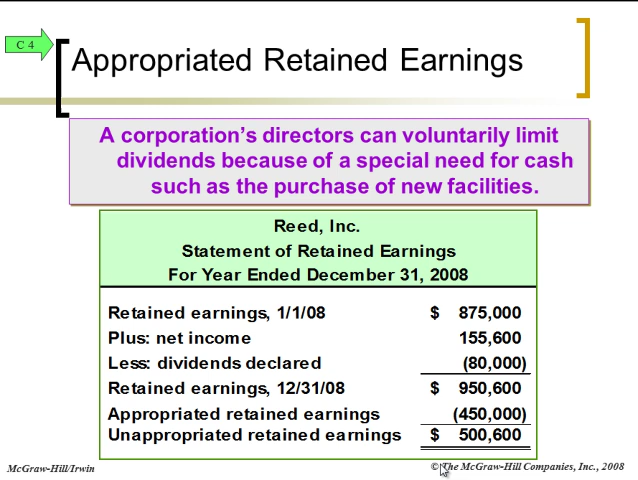 C 4
Appropriated Retained Earnings
A corporation's directors can voluntarily limit
dividends because of a special need for cash
such as the purchase of new facilities.
Reed, Inc.
Statement of Retained Earnings
For Year Ended December 31, 2008
Retained earnings, 1/1/08 $ 875,000
Plus: net income 155,600
Less: dividends declared (80,000)
Retained earnings, 12/31/08 $ 950,600
Appropriated retained earnings (450,000)
Unappropriated retained earnings $ 500,600
McGraw-Hill/Irwin © The McGraw-Hill Companies, Inc., 2008